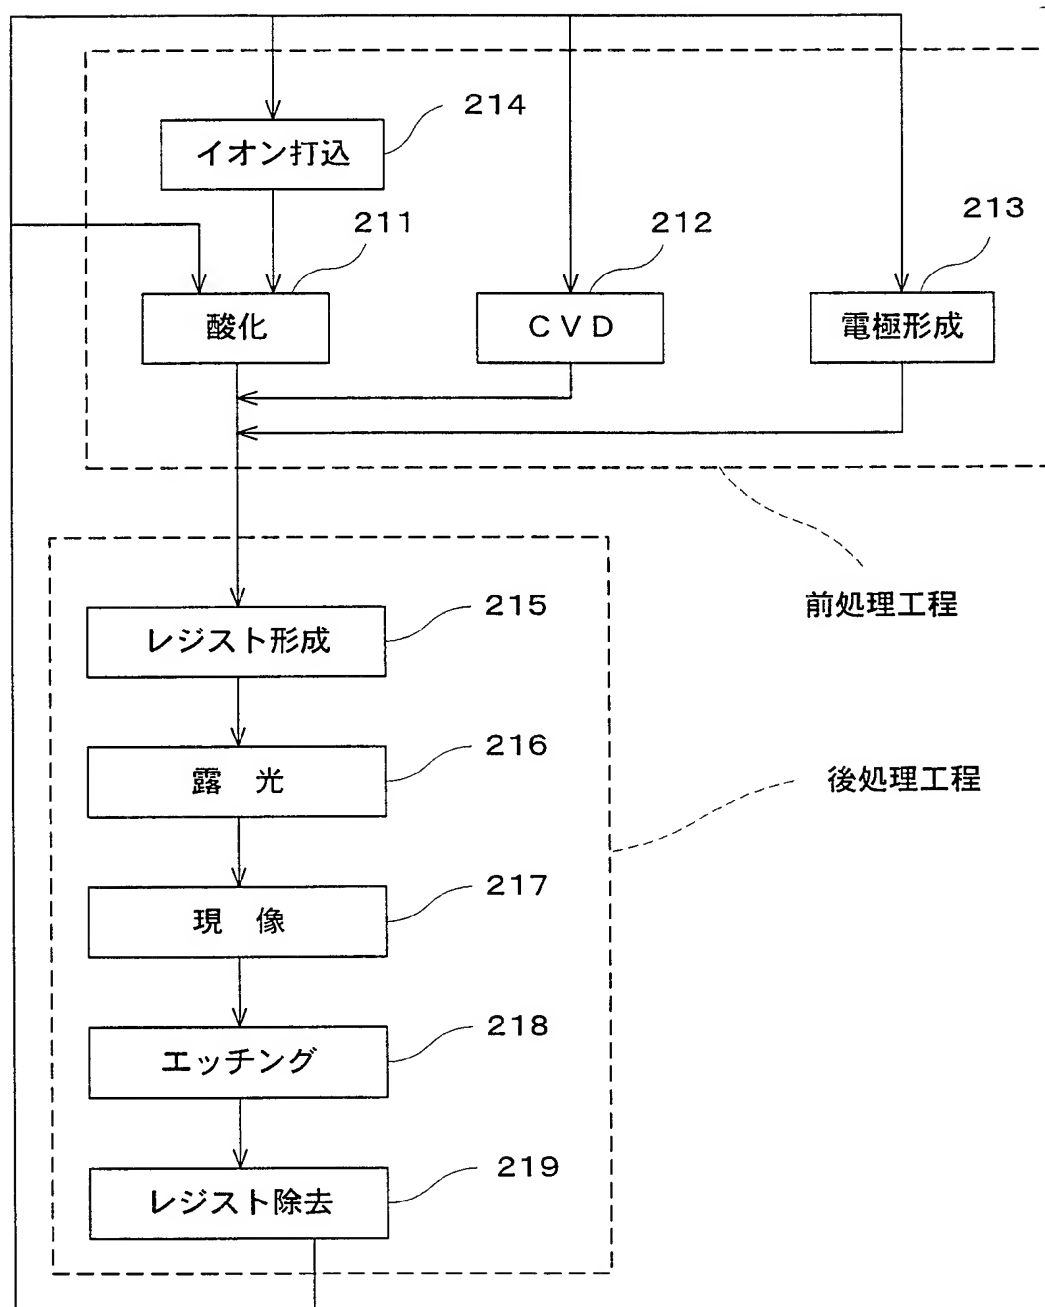 214
イオン打込
211
212
213
酸化
CVD
電極形成
前処理工程
215
レジスト形成
216
露 光
後処理工程
217
現 像
218
エッチング
219
レジスト除去